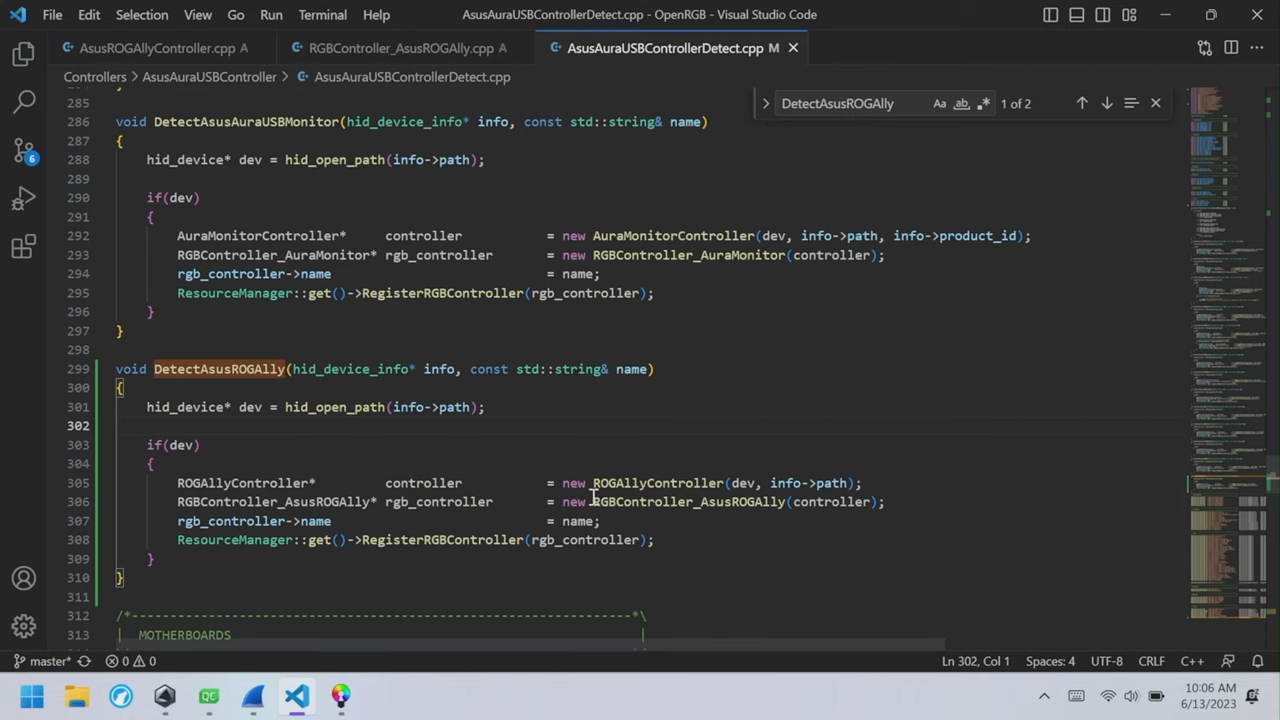 File Edit Selection View Go Run Terminal Help AsusAuraUSBControllerDetect.cpp - OpenRGB - Visual Studio Code
AsusROGAllyController.cpp A RGBController_AsusROGAlly.cpp A AsusAuraUSBControllerDetect.cpp M
Controllers > AsusAuraUSBController > AsusAuraUSBControllerDetect.cpp
DetectAsusROGAlly Aa ab 1 of 2
285
286 void DetectAsusAuraUSBMonitor(hid_device_info* info, const std::string& name)
287 {
288 hid_device* dev = hid_open_path(info->path);
289
290 if(dev)
291 {
292 AuraMonitorController* controller = new AuraMonitorController(dev, info->path, info->product_id);
293 RGBController_AuraMonitor* rgb_controller = new RGBController_AuraMonitor(controller);
294 rgb_controller->name = name;
295 ResourceManager::get()->RegisterRGBController(rgb_controller);
296 }
297 }
298
299 void DetectAsusROGAlly(hid_device_info* info, const std::string& name)
300 {
301 hid_device* dev = hid_open_path(info->path);
302
303 if(dev)
304 {
305 ROGAllyController* controller = new ROGAllyController(dev, info->path);
306 RGBController_AsusROGAlly* rgb_controller = new RGBController_AsusROGAlly(controller);
307 rgb_controller->name = name;
308 ResourceManager::get()->RegisterRGBController(rgb_controller);
309 }
310 }
311
312 /*---------------------------------------------------------------*\
313 | MOTHERBOARDS |
6
master* 0 0 Ln 302, Col 1 Spaces: 4 UTF-8 CRLF C++
QC
10:06 AM
6/13/2023